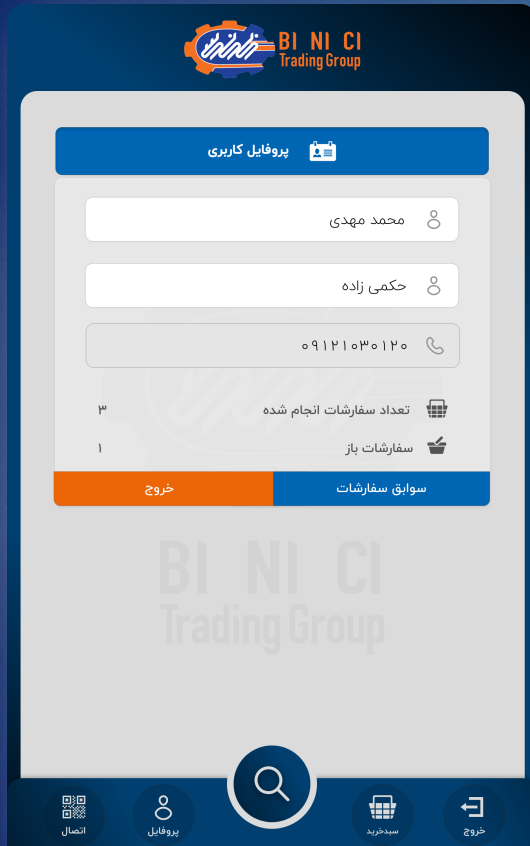 BI NI CI
Trading Group
پروفایل کاربری
محمد مهدی
حکمی زاده
۰۹۱۲۱۰۳۰۱۲۰
تعداد سفارشات انجام شده ۳
سفارشات باز ۱
سوابق سفارشات
خروج
BI NI CI
Trading Group
خروج
سبدخرید
پروفایل
اتصال